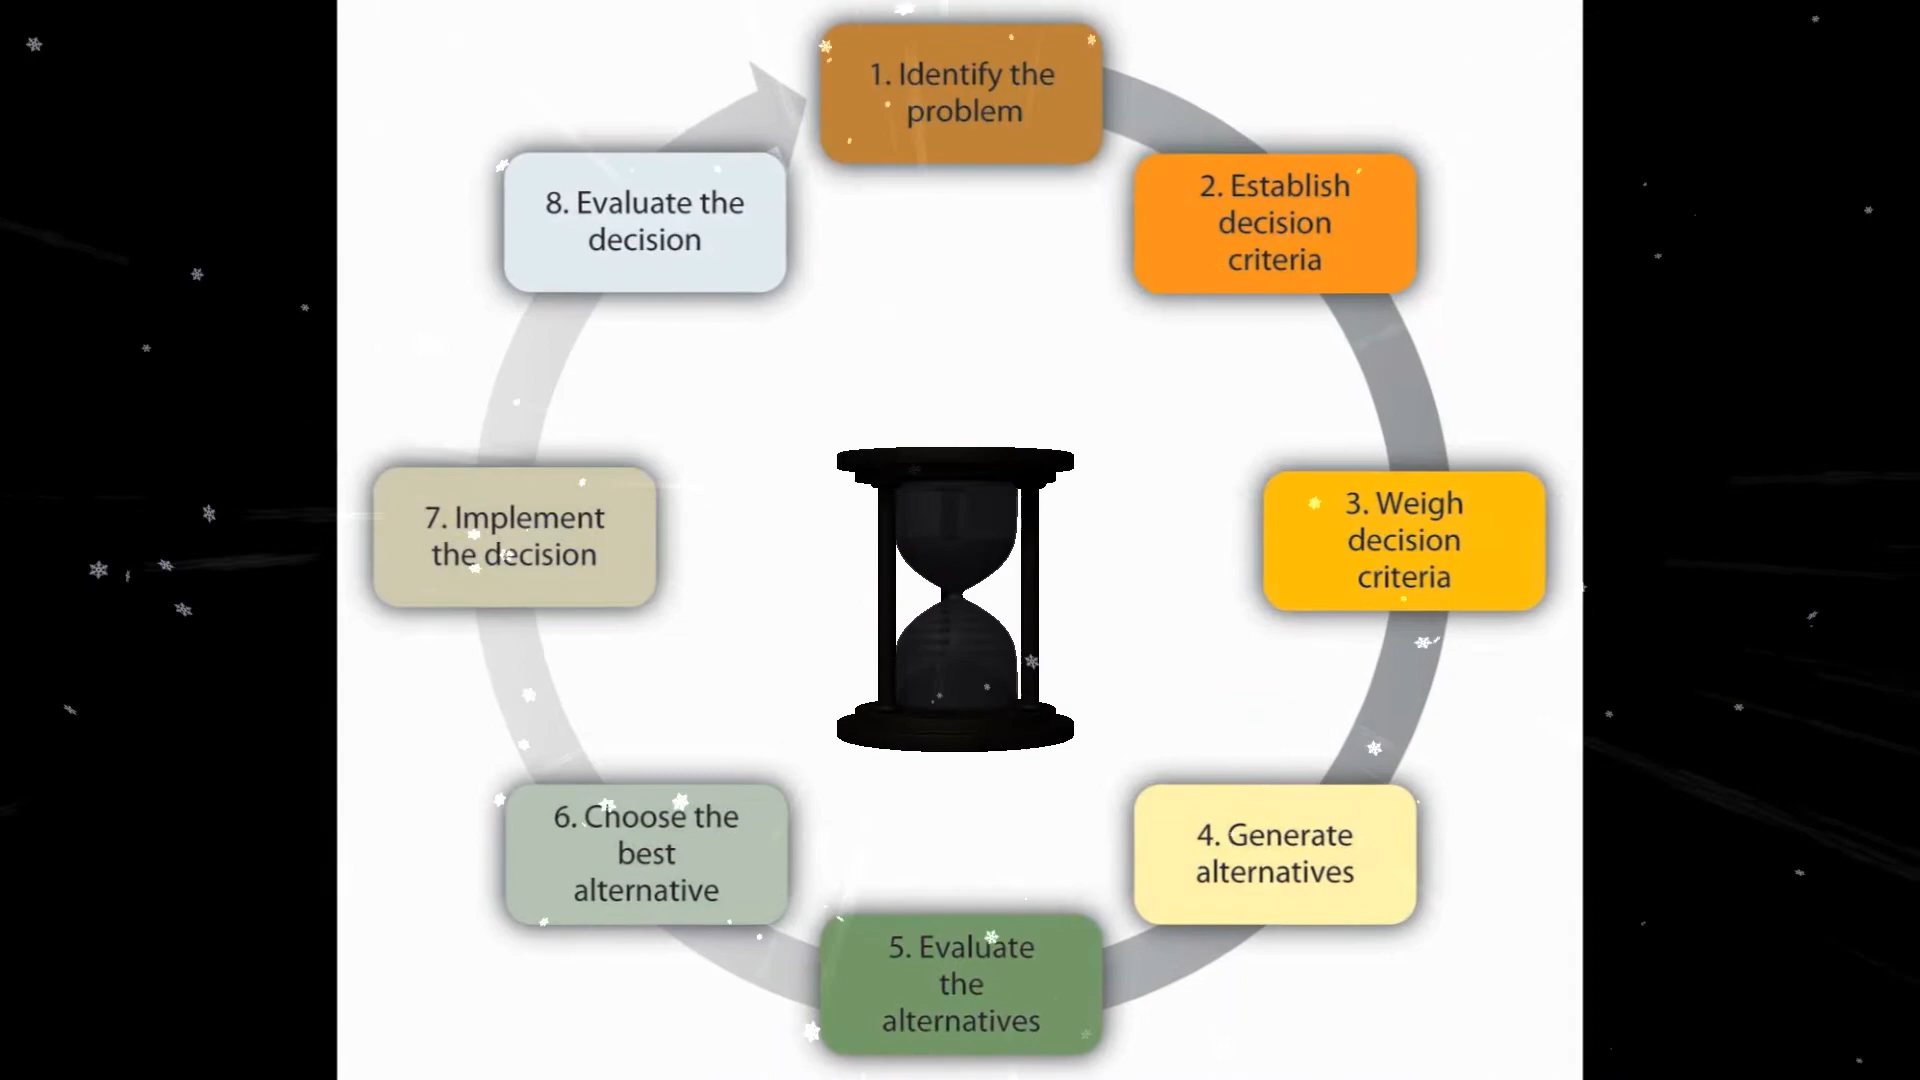 1. Identify the
problem
2. Establish
decision
criteria
3. Weigh
decision
criteria
4. Generate
alternatives
5. Evaluate
the
alternatives
6. Choose the
best
alternative
7. Implement
the decision
8. Evaluate the
decision